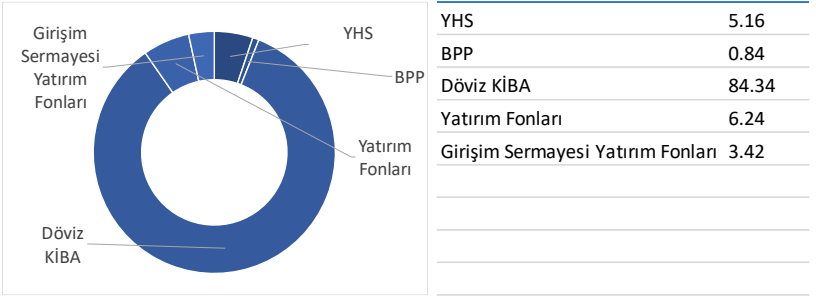 Girişim
Sermayesi
Yatırım
Fonları
YHS
BPP
Yatırım
Fonları
Döviz
KİBA
YHS 5.16
BPP 0.84
Döviz KİBA 84.34
Yatırım Fonları 6.24
Girişim Sermayesi Yatırım Fonları 3.42